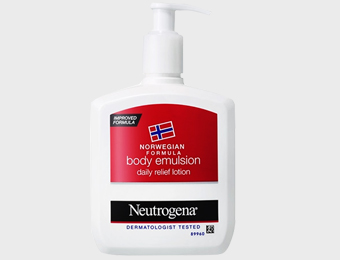 IMPROVED
FORMULA
NORWEGIAN
FORMULA
body emulsion
daily relief lotion
Neutrogena®
DERMATOLOGIST TESTED